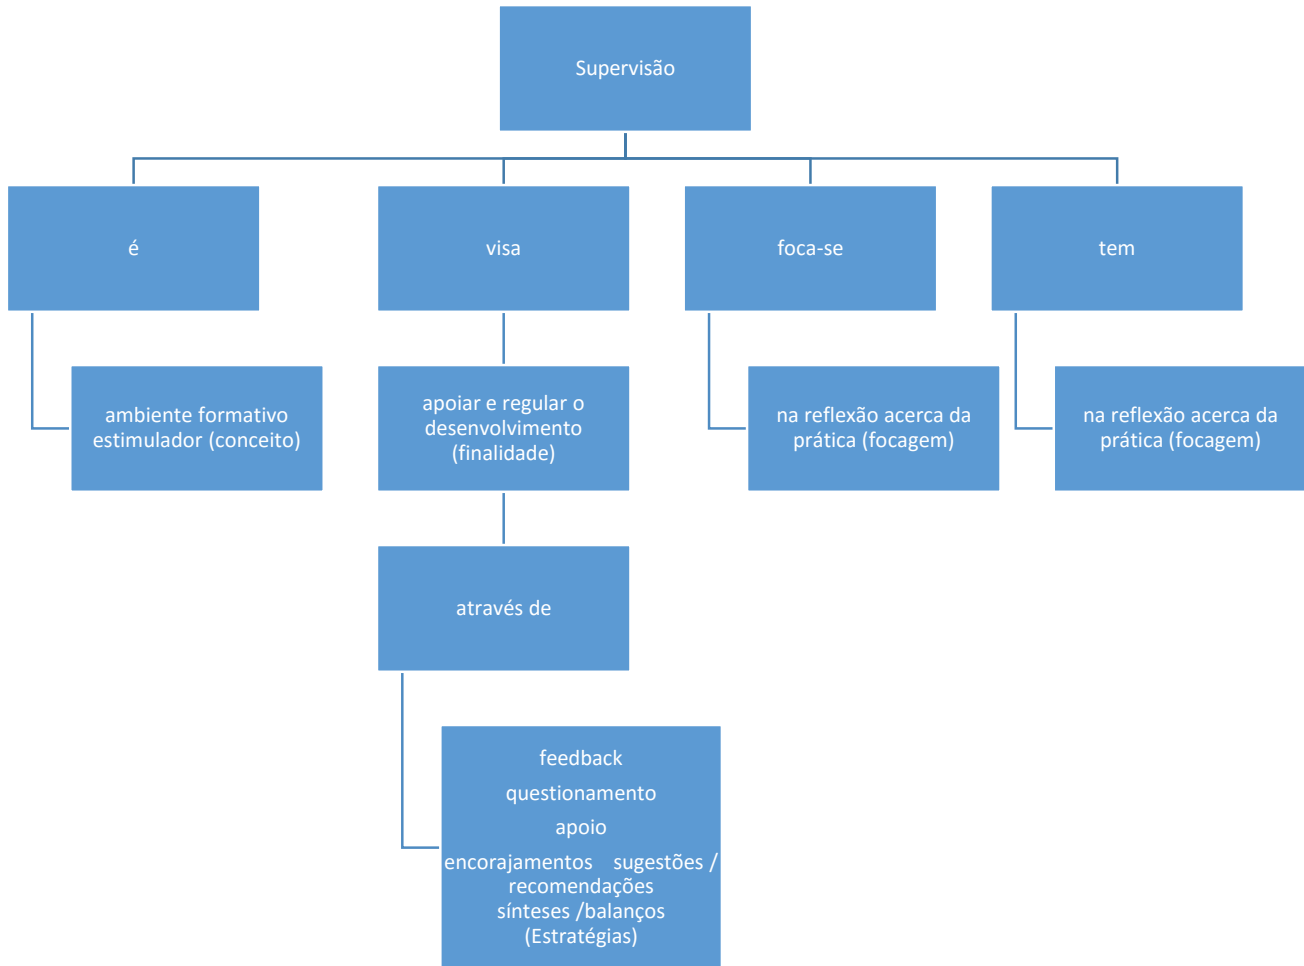 Supervisão
é
visa
foca-se
tem
ambiente formativo
estimulador (conceito)
apoiar e regular o
desenvolvimento
(finalidade)
na reflexão acerca da
prática (focagem)
na reflexão acerca da
prática (focagem)
através de
feedback
questionamento
apoio
encorajamentos sugestões /
recomendações
sínteses /balanços
(Estratégias)